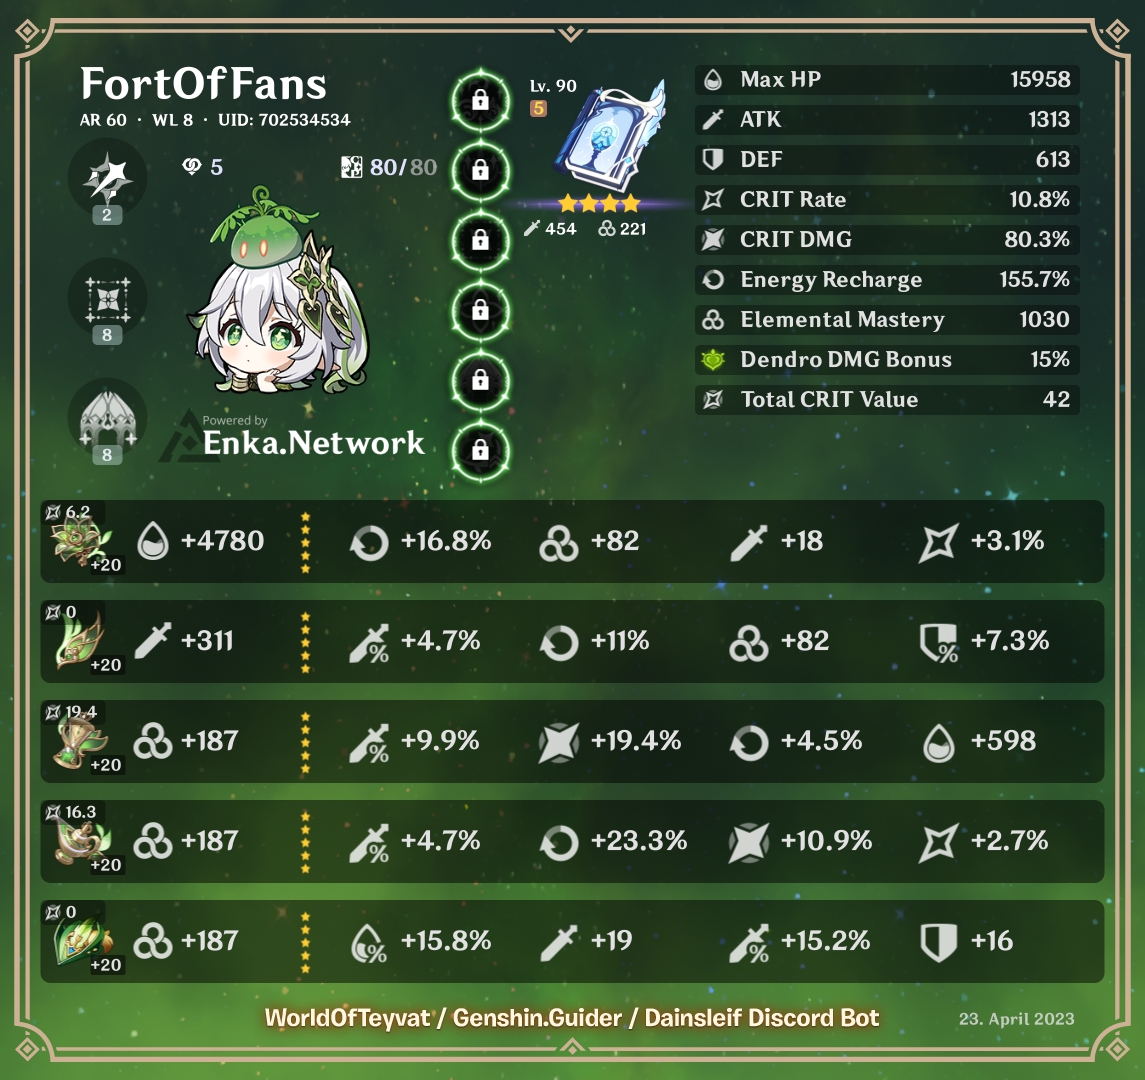 FortOfFans
AR 60 · WL 8 · UID: 702534534
5
80/80
2
8
8
Powered by
Enka.Network
Lv. 90
5
454 221
Max HP 15958
ATK 1313
DEF 613
CRIT Rate 10.8%
CRIT DMG 80.3%
Energy Recharge 155.7%
Elemental Mastery 1030
Dendro DMG Bonus 15%
Total CRIT Value 42
6.2
+20
+4780 +16.8% +82 +18 +3.1%
0
+20
+311 +4.7% +11% +82 +7.3%
19.4
+20
+187 +9.9% +19.4% +4.5% +598
16.3
+20
+187 +4.7% +23.3% +10.9% +2.7%
0
+20
+187 +15.8% +19 +15.2% +16
WorldOfTeyvat / Genshin.Guider / Dainsleif Discord Bot
23. April 2023